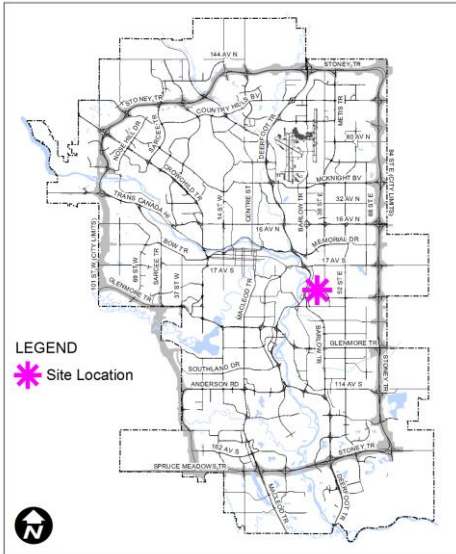 144 AV N
STONEY TR
STONEY TR
COUNTRY HILLS BV
METIS TR
NOSE HILL DR
SARCEE TR
DEERFOOT TR
80 AV N
CROWCHILD TR
MCKNIGHT BV
TRANS CANADA HI
14 ST W
CENTRE ST
BARLOW TR
36 ST E
32 AV N
68 ST E
84 ST E (CITY LIMITS)
16 AV N
16 AV N
MEMORIAL DR
BOW TR
17 AV S
17 AV S
101 ST W (CITY LIMITS)
69 ST W
SARCEE TR
37 ST W
GLENMORE TR
MACLEOD TR
52 ST E
BARLOW TR
GLENMORE TR
STONEY TR
LEGEND
Site Location
SOUTHLAND DR
ANDERSON RD
114 AV S
162 AV S
STONEY TR
SPRUCE MEADOWS TR
MACLEOD TR
DEERFOOT TR
N